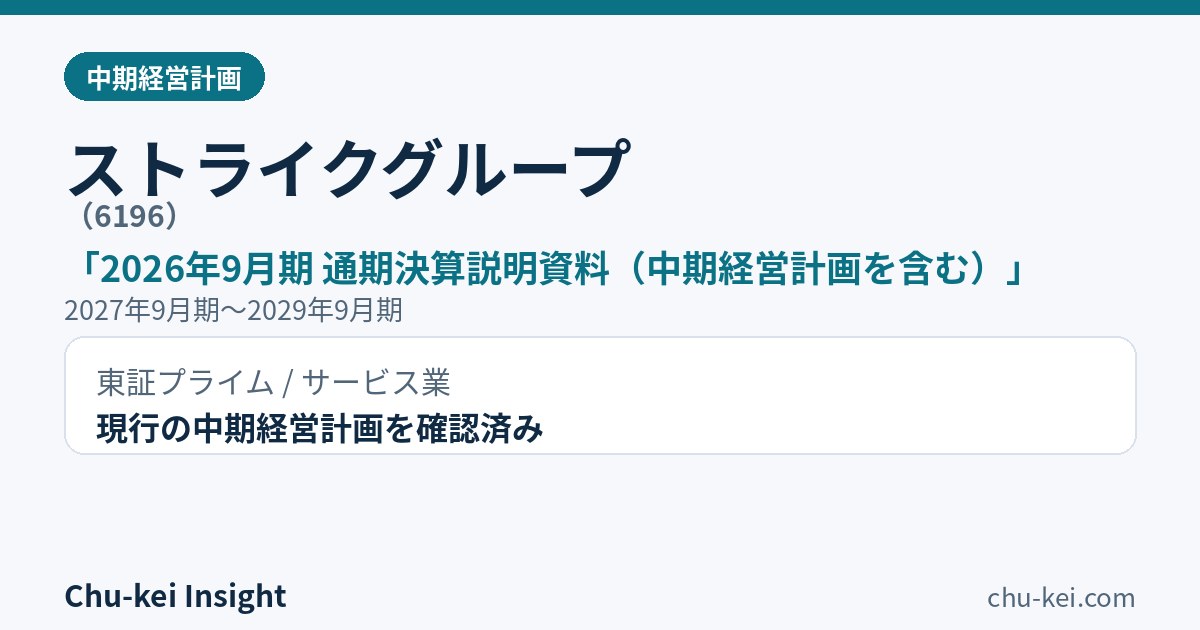 中期経営計画
ストライクグループ
（6196）
「2026年9月期 通期決算説明資料（中期経営計画を含む）」
2027年9月期～2029年9月期
東証プライム / サービス業
現行の中期経営計画を確認済み
Chu-kei Insight
chu-kei.com